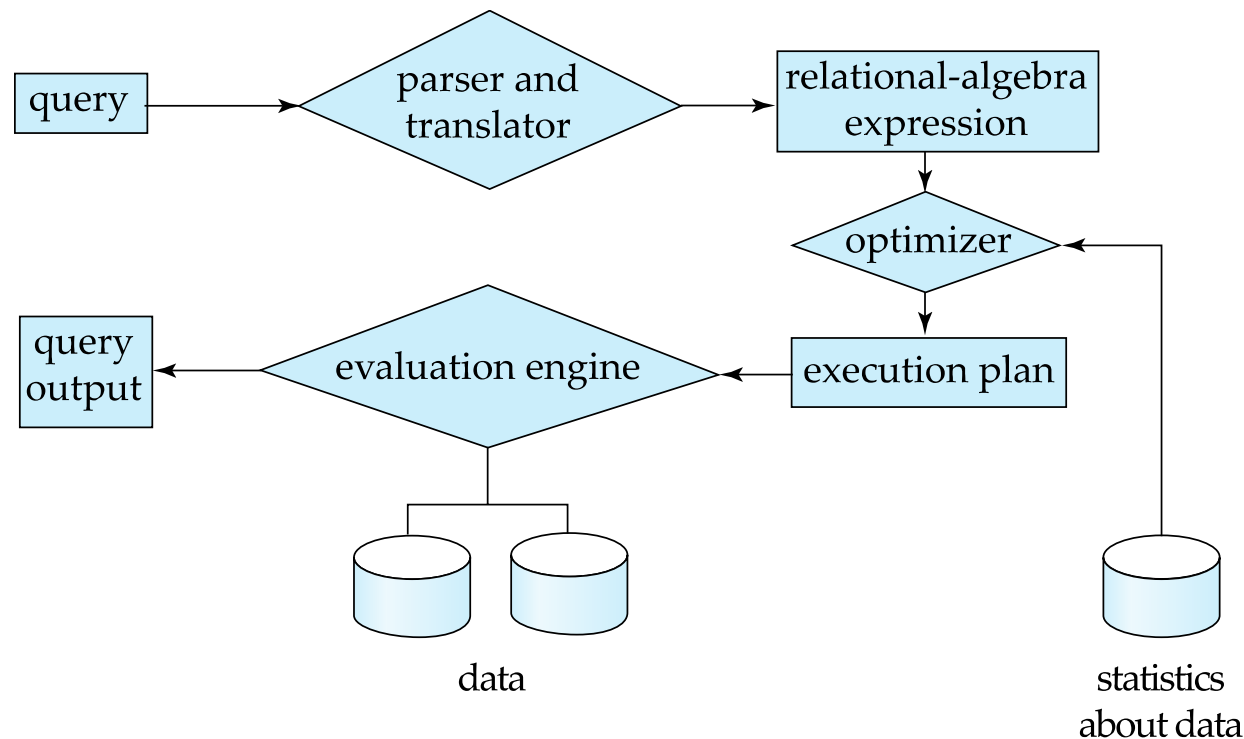 query
parser and
translator
relational-algebra
expression
optimizer
query
output
evaluation engine
execution plan
data
statistics
about data